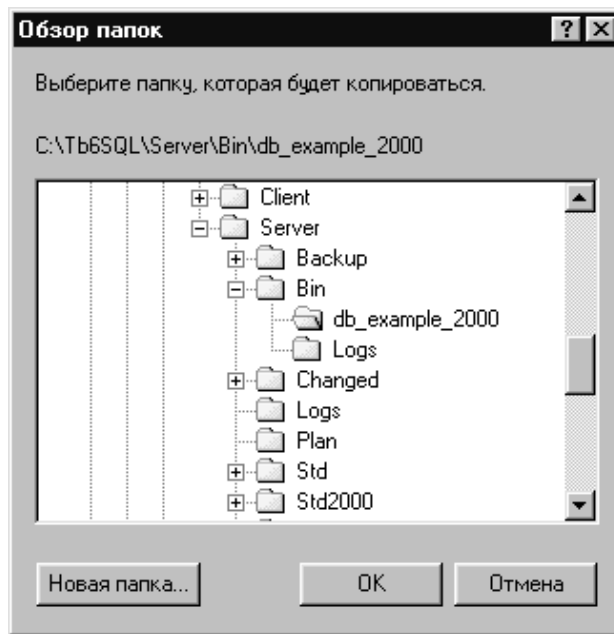 Обзор папок
Выберите папку, которая будет копироваться.
C:\Tb6SQL\Server\Bin\db_example_2000
Client
Server
Backup
Bin
db_example_2000
Logs
Changed
Logs
Plan
Std
Std2000
Новая папка... OK Отмена